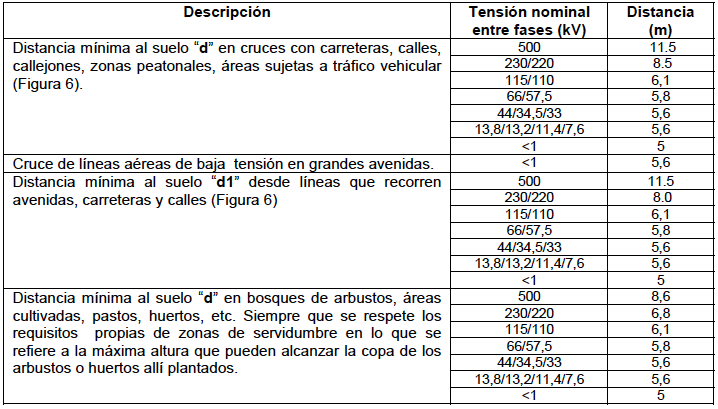 Descripción
Tensión nominal entre fases (kV)
Distancia (m)
Distancia mínima al suelo “d” en cruces con carreteras, calles,
callejones, zonas peatonales, áreas sujetas a tráfico vehicular
(Figura 6).
500 11.5
230/220 8.5
115/110 6,1
66/57,5 5,8
44/34,5/33 5,6
13,8/13,2/11,4/7,6 5,6
<1 5
Cruce de líneas aéreas de baja tensión en grandes avenidas. <1 5,6
Distancia mínima al suelo “d1” desde líneas que recorren
avenidas, carreteras y calles (Figura 6)
500 11.5
230/220 8.0
115/110 6,1
66/57,5 5,8
44/34,5/33 5,6
13,8/13,2/11,4/7,6 5,6
<1 5
Distancia mínima al suelo “d” en bosques de arbustos, áreas
cultivadas, pastos, huertos, etc. Siempre que se respete los
requisitos propias de zonas de servidumbre en lo que se
refiere a la máxima altura que pueden alcanzar la copa de los
arbustos o huertos allí plantados.
500 8,6
230/220 6,8
115/110 6,1
66/57,5 5,8
44/34,5/33 5,6
13,8/13,2/11,4/7,6 5,6
<1 5